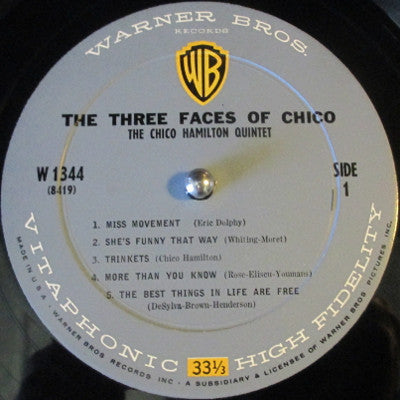 WARNER BROS.
RECORDS
WB
THE THREE FACES OF CHICO
THE CHICO HAMILTON QUINTET
W 1344
(8419)
SIDE
1
1. MISS MOVEMENT (Eric Dolphy)
2. SHE'S FUNNY THAT WAY (Whiting-Moret)
3. TRINKETS (Chico Hamilton)
4. MORE THAN YOU KNOW (Rose-Eliscu-Youmans)
5. THE BEST THINGS IN LIFE ARE FREE
(DeSylva-Brown-Henderson)
VITAPHONIC HIGH FIDELITY
33⅓
MADE IN U.S.A. • WARNER BROS. RECORDS INC. • A SUBSIDIARY & LICENSEE OF WARNER BROS. PICTURES INC.